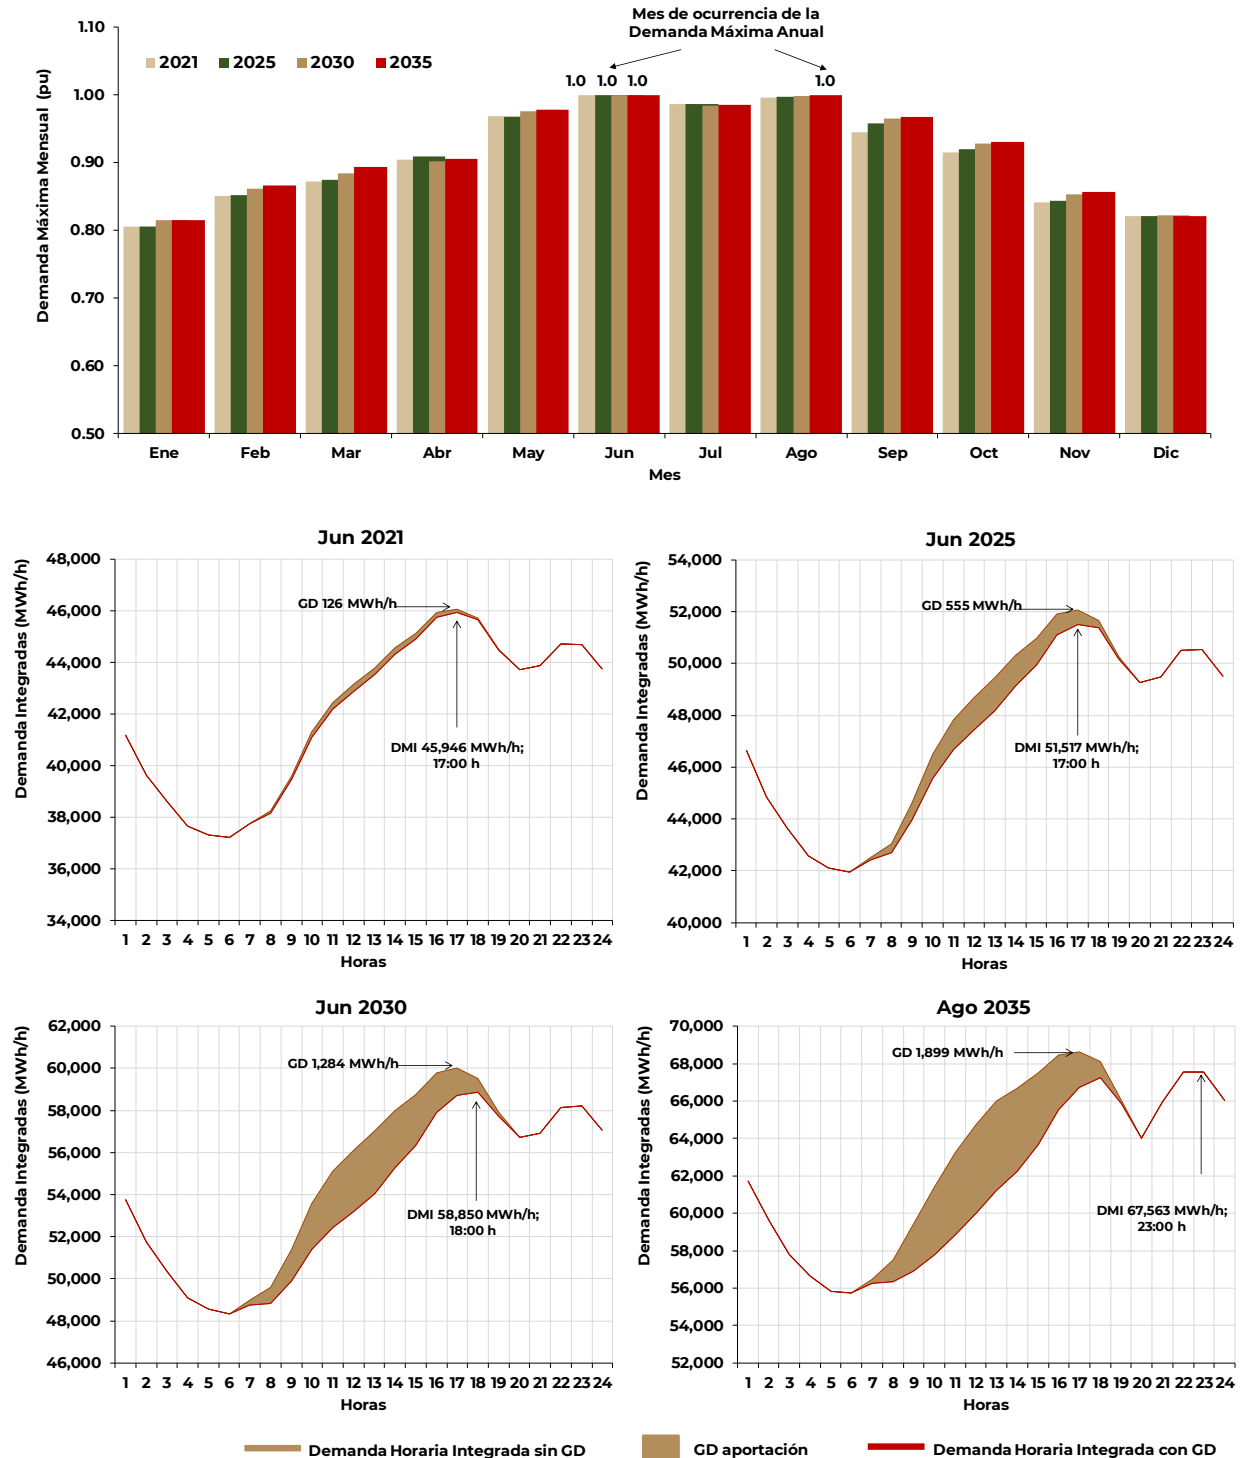 Mes de ocurrencia de la
Demanda Máxima Anual
1.10
1.00
0.90
0.80
0.70
0.60
0.50
Demanda Máxima Mensual (pu)
2021 2025 2030 2035
1.0 1.0 1.0
1.0
Ene Feb Mar Abr May Jun Jul Ago Sep Oct Nov Dic
Mes
Jun 2021
Demanda Integradas (MWh/h)
48,000
46,000
44,000
42,000
40,000
38,000
36,000
34,000
GD 126 MWh/h
DMI 45,946 MWh/h;
17:00 h
1 2 3 4 5 6 7 8 9 10 11 12 13 14 15 16 17 18 19 20 21 22 23 24
Horas
Jun 2025
Demanda Integradas (MWh/h)
54,000
52,000
50,000
48,000
46,000
44,000
42,000
40,000
GD 555 MWh/h
DMI 51,517 MWh/h;
17:00 h
1 2 3 4 5 6 7 8 9 10 11 12 13 14 15 16 17 18 19 20 21 22 23 24
Horas
Jun 2030
Demanda Integradas (MWh/h)
62,000
60,000
58,000
56,000
54,000
52,000
50,000
48,000
46,000
GD 1,284 MWh/h
DMI 58,850 MWh/h;
18:00 h
1 2 3 4 5 6 7 8 9 10 11 12 13 14 15 16 17 18 19 20 21 22 23 24
Horas
Ago 2035
Demanda Integradas (MWh/h)
70,000
68,000
66,000
64,000
62,000
60,000
58,000
56,000
54,000
52,000
GD 1,899 MWh/h
DMI 67,563 MWh/h;
23:00 h
1 2 3 4 5 6 7 8 9 10 11 12 13 14 15 16 17 18 19 20 21 22 23 24
Horas
Demanda Horaria Integrada sin GD GD aportación Demanda Horaria Integrada con GD